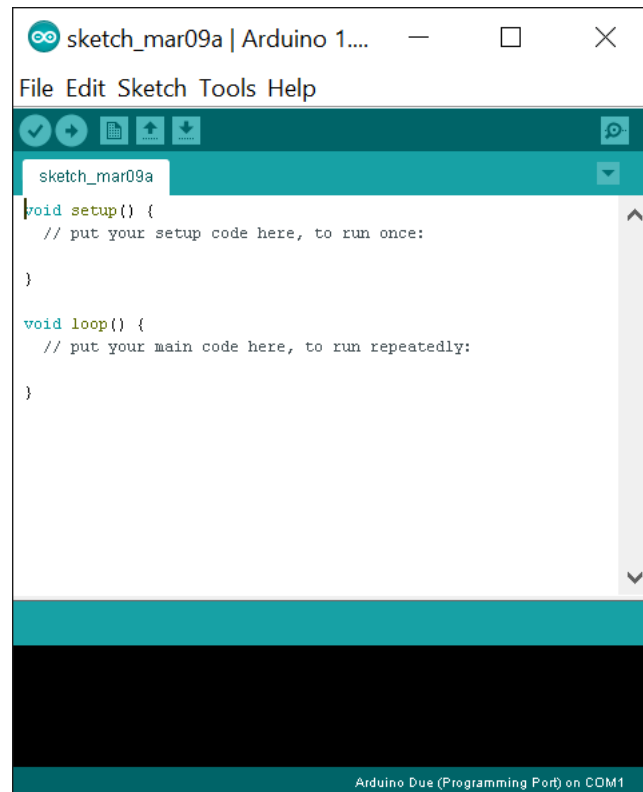 sketch_mar09a | Arduino 1....
File Edit Sketch Tools Help
sketch_mar09a
void setup() {
  // put your setup code here, to run once:
}
void loop() {
  // put your main code here, to run repeatedly:
}
Arduino Due (Programming Port) on COM1